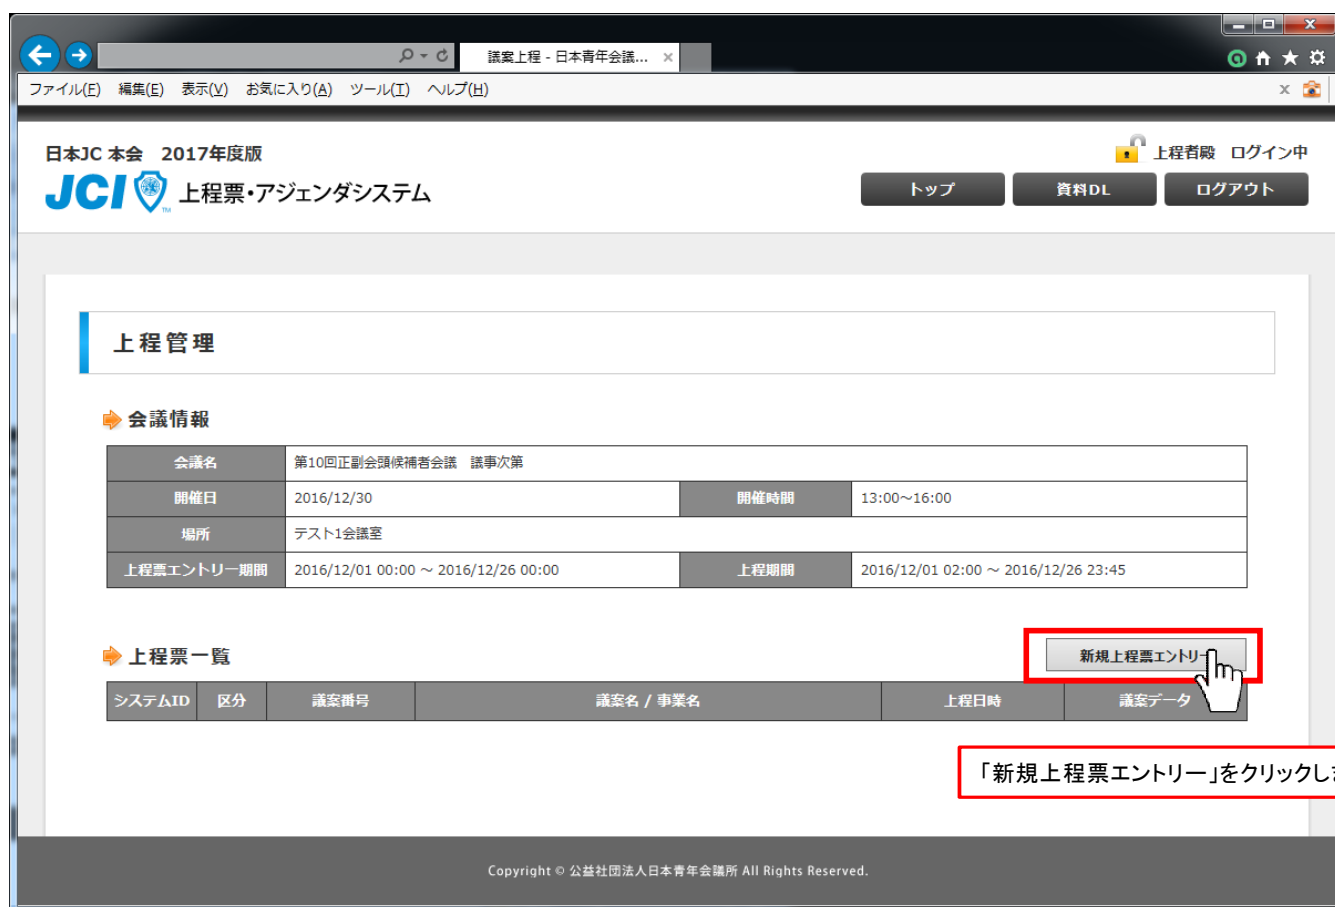 議案上程 - 日本青年会議...
ファイル(F) 編集(E) 表示(V) お気に入り(A) ツール(T) ヘルプ(H)
日本JC 本会 2017年度版
上程者殿 ログイン中
JCI TM 上程票・アジェンダシステム
トップ 資料DL ログアウト
上程管理
会議情報
会議名 第10回正副会頭候補者会議 議事次第
開催日 2016/12/30 開催時間 13:00～16:00
場所 テスト1会議室
上程票エントリー期間 2016/12/01 00:00 ～ 2016/12/26 00:00 上程期間 2016/12/01 02:00 ～ 2016/12/26 23:45
上程票一覧
新規上程票エントリー
システムID 区分 議案番号 議案名 / 事業名 上程日時 議案データ
「新規上程票エントリー」をクリックし
Copyright © 公益社団法人日本青年会議所 All Rights Reserved.